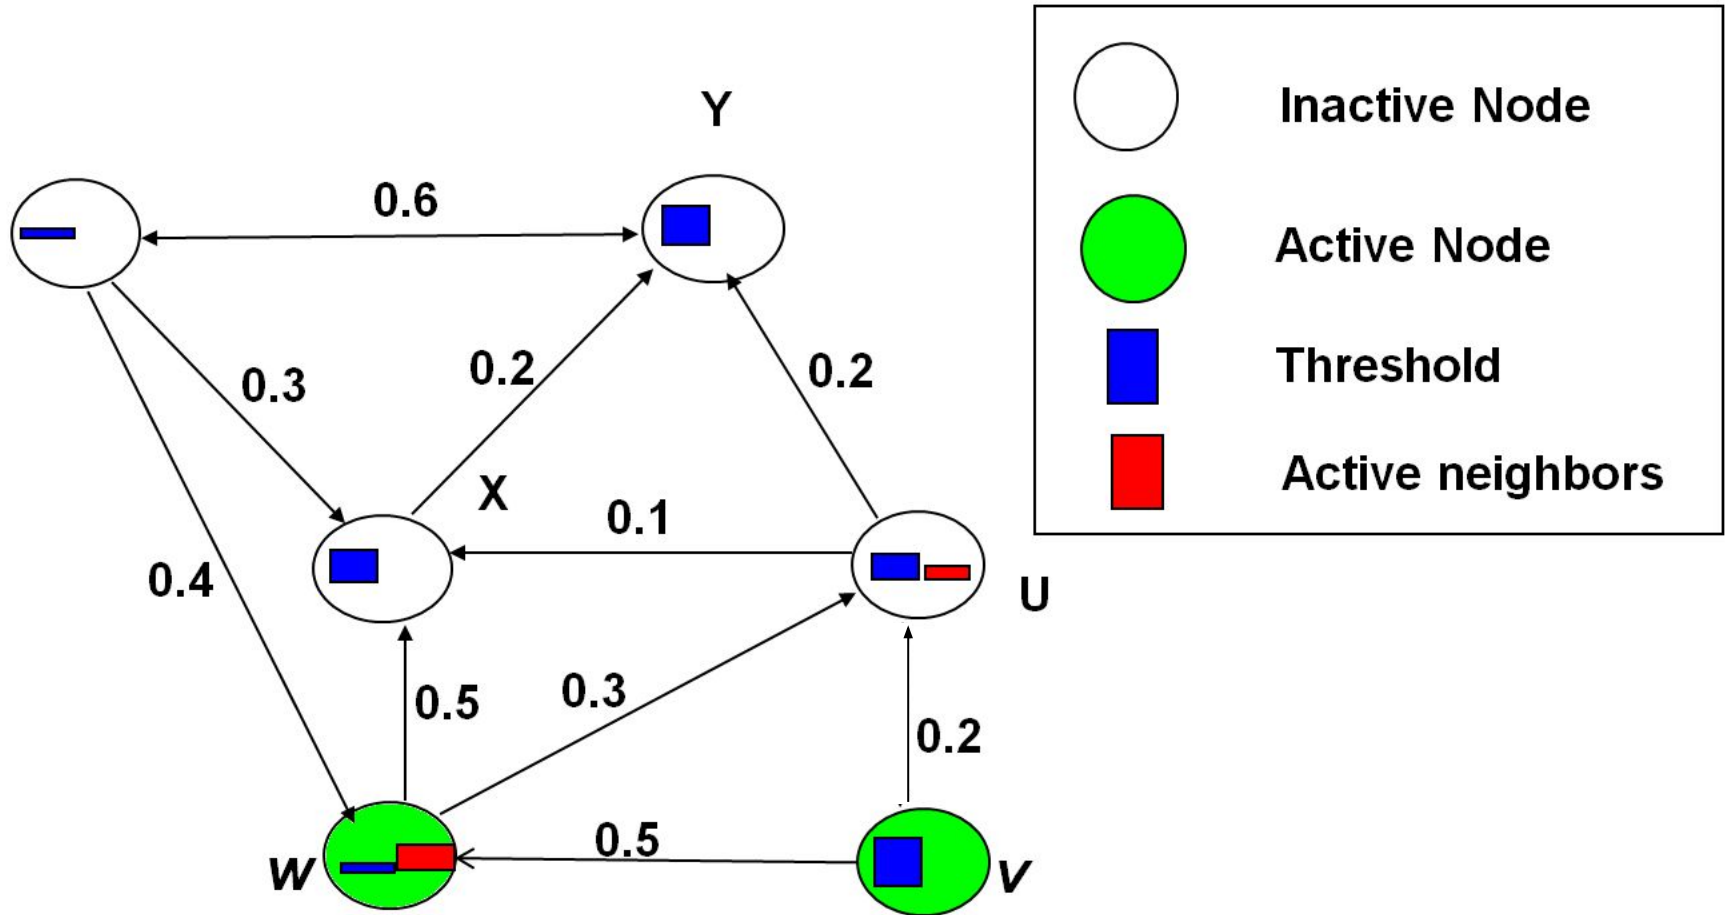 Y
0.6
0.3
0.2
0.2
X
0.1
0.4
U
0.5
0.3
0.2
0.5
W
V
Inactive Node
Active Node
Threshold
Active neighbors